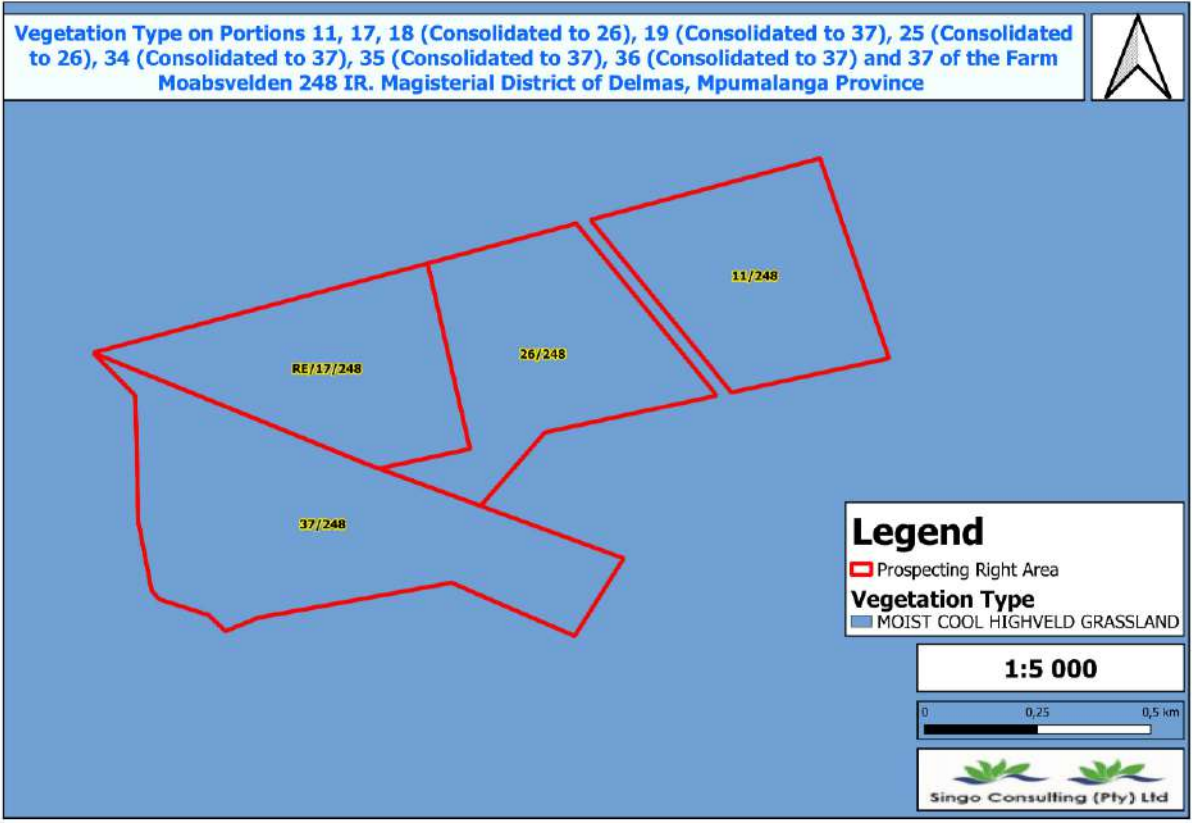 Vegetation Type on Portions 11, 17, 18 (Consolidated to 26), 19 (Consolidated to 37), 25 (Consolidated
to 26), 34 (Consolidated to 37), 35 (Consolidated to 37), 36 (Consolidated to 37) and 37 of the Farm
Moabsvelden 248 IR. Magisterial District of Delmas, Mpumalanga Province
11/248
26/248
RE/17/248
37/248
Legend
Prospecting Right Area
Vegetation Type
MOIST COOL HIGHVELD GRASSLAND
1:5 000
0 0,25 0,5 km
Singo Consulting (Pty) Ltd